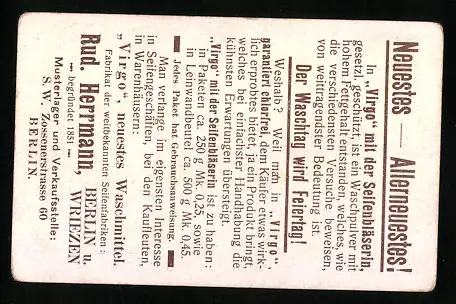 Neuestes — Allerneuestes!
In „Virgo" mit der Seifenbläserin,
gesetzl. geschützt, ist ein Waschpulver mit
hohem Fettgehalt entstanden, welches, wie
die verschiedensten Versuche beweisen,
von weittragendster Bedeutung ist.
Der Waschtag wird Feiertag!
Weshalb? Weil man in „Virgo",
garantiert chlorfrei, dem Käufer etwas wirk-
lich erprobtes bietet, ja ein Produkt bringt,
welches bei einfachster Handhabung die
kühnsten Erwartungen übersteigt.
„Virgo" mit der Seifenbläserin ist zu haben:
in Paketen ca. 250 g Mk. 0,25, sowie
in Leinwandbeutel ca. 500 g Mk. 0,45.
Jedes Paket hat Gebrauchsanweisung.
Man verlange im eigensten Interesse
in Seifengeschäften, bei den Kaufleuten,
in Warenhäusern:
„Virgo", neuestes Waschmittel.
Fabrikat der weitbekannten Seifenfabriken:
Rud. Herrmann, BERLIN u. WRIEZEN
— begründet 1851 —
Musterlager und Verkaufsstelle:
S. W. Zossenerstrasse 60
BERLIN.